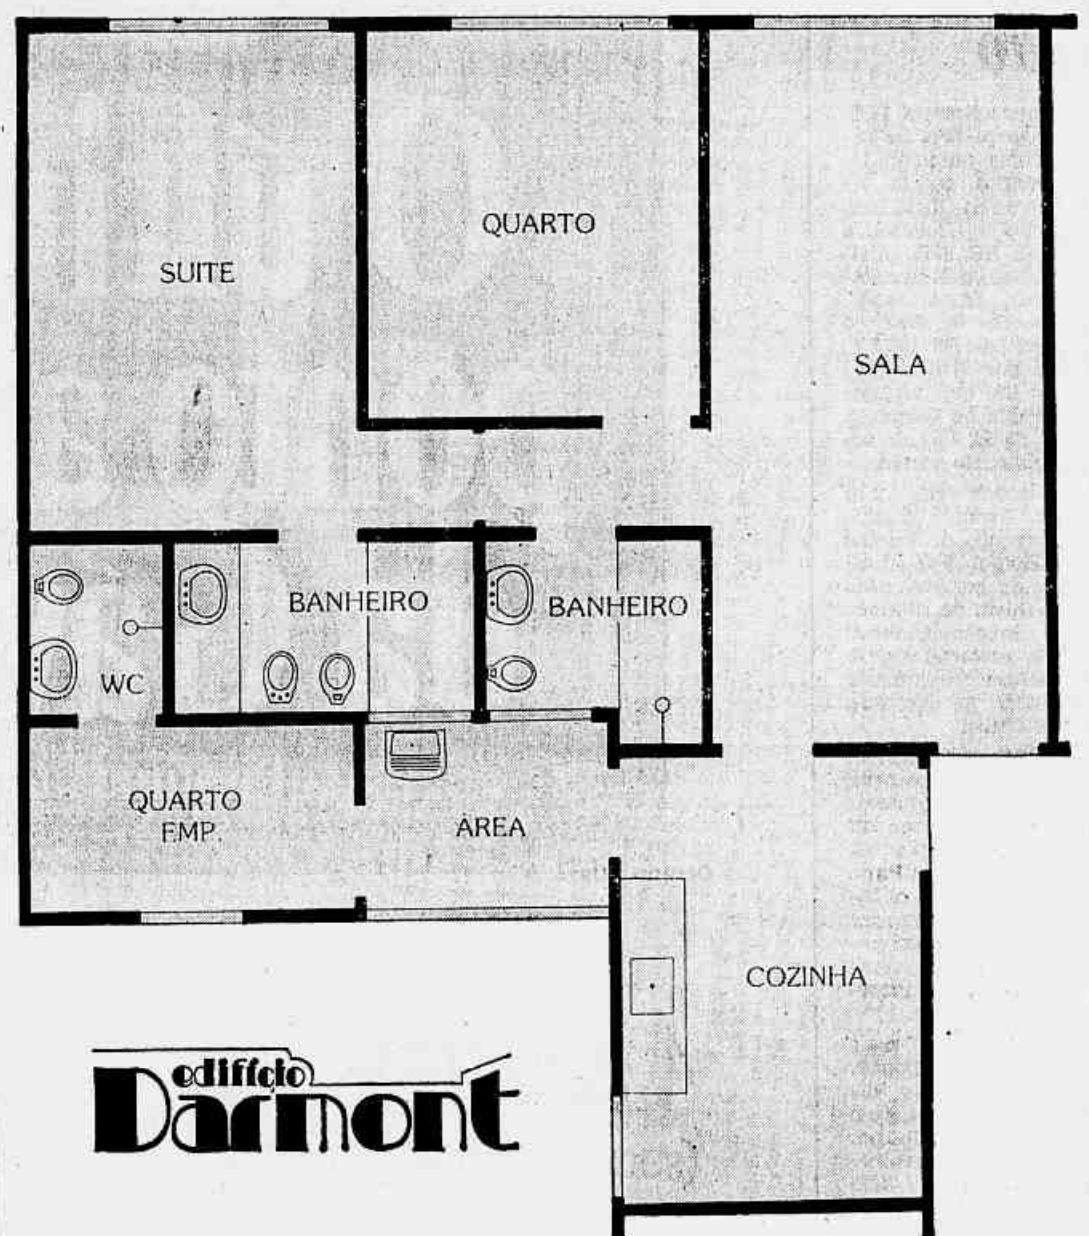 QUARTO
SUITE
SALA
BANHEIRO
BANHEIRO
WC
QUARTO
EMP.
AREA
COZINHA
edifício
Darmont